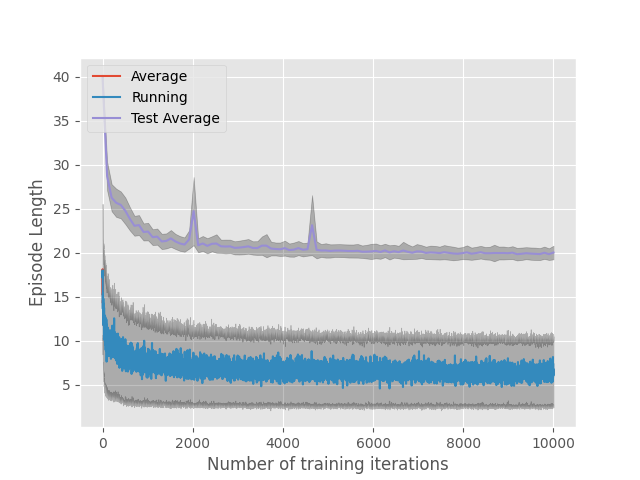 Average
Running
Test Average
40
35
30
25
20
15
10
5
0
2000
4000
6000
8000
10000
Episode Length
Number of training iterations